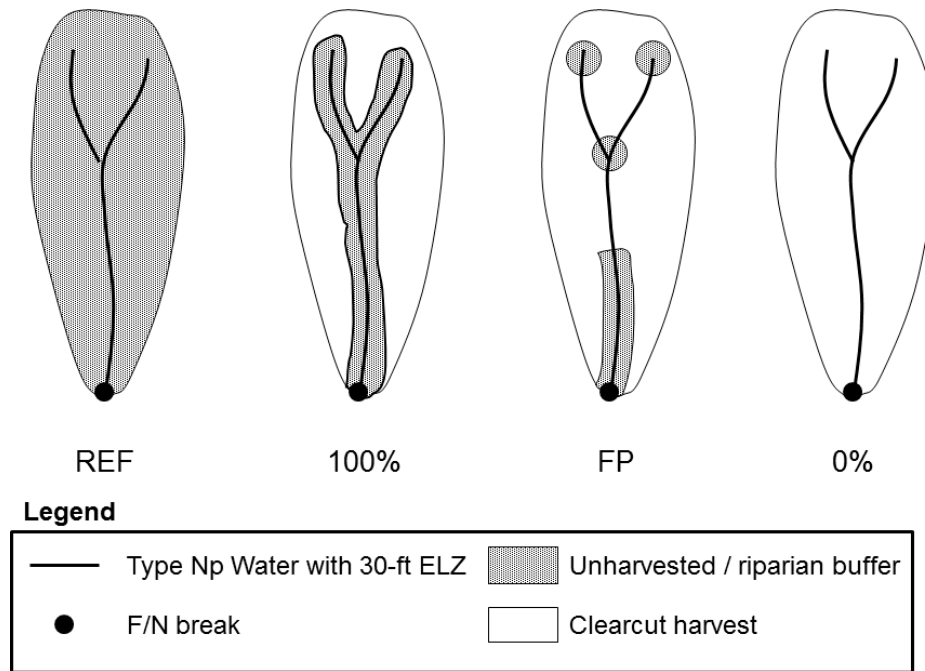 REF 100% FP 0%
Legend
Type Np Water with 30-ft ELZ Unharvested / riparian buffer
F/N break Clearcut harvest